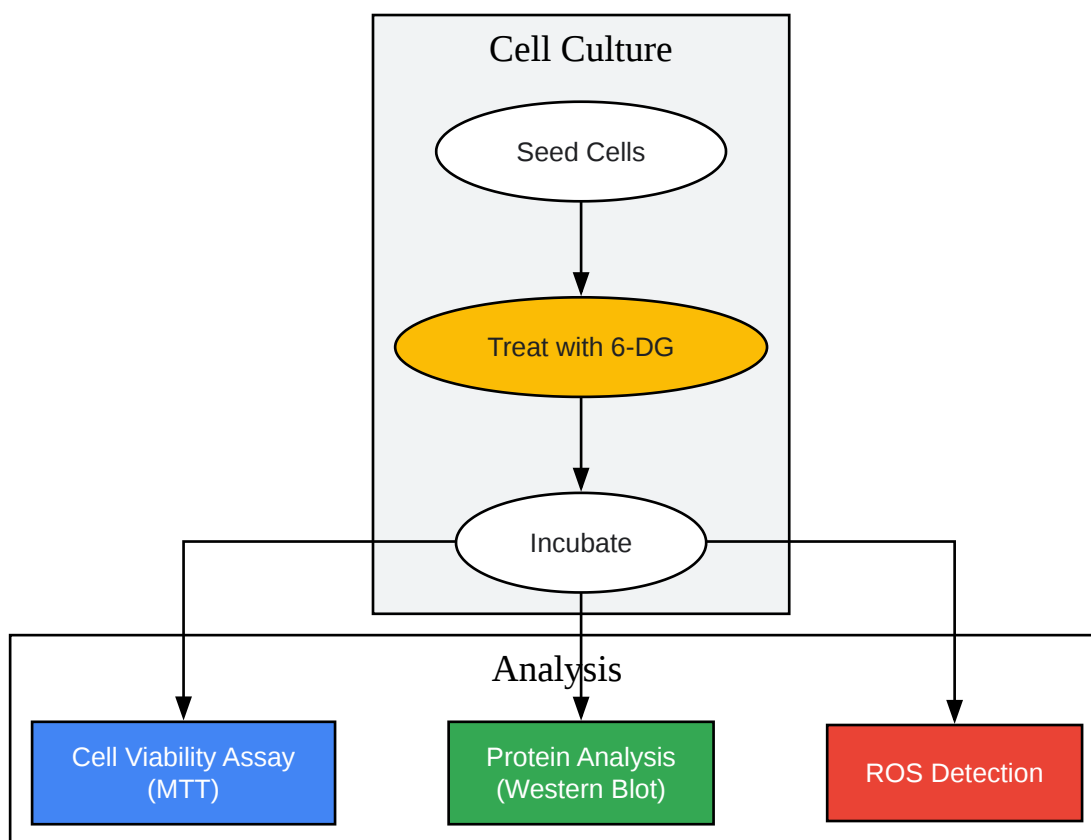 Cell Culture
Seed Cells
Treat with 6-DG
Incubate
Analysis
Cell Viability Assay
(MTT)
Protein Analysis
(Western Blot)
ROS Detection